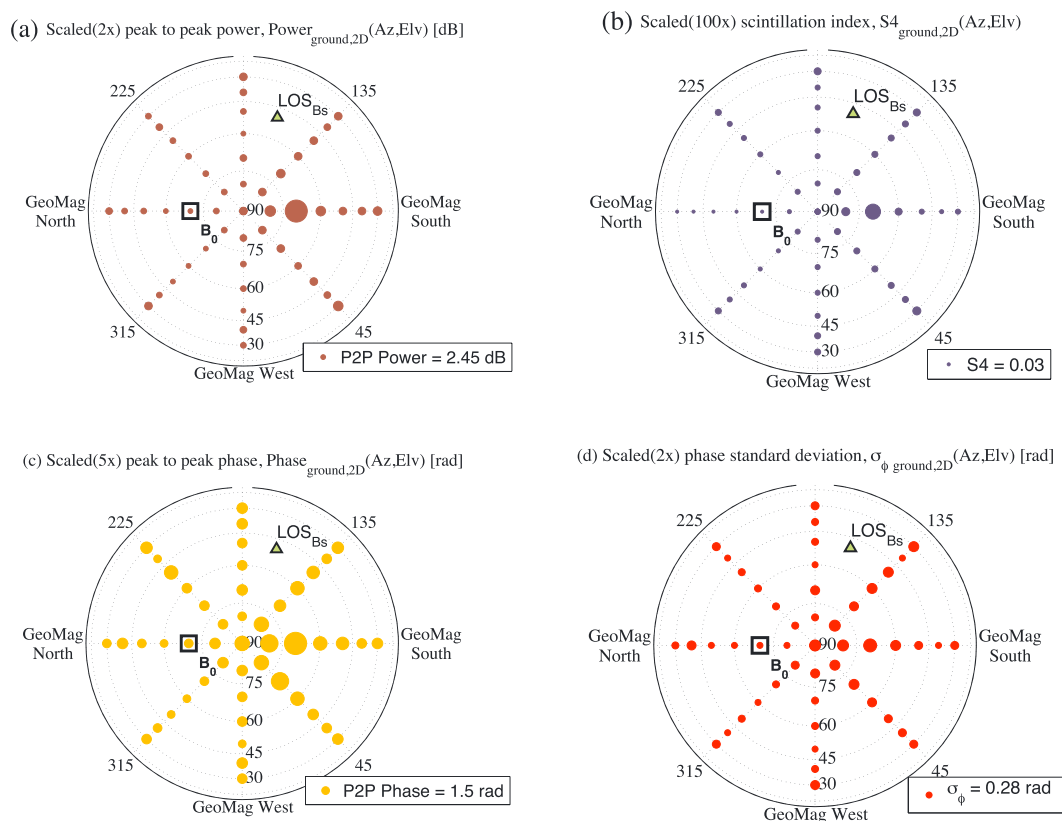 (a) Scaled(2x) peak to peak power, Power_ground,2D(Az,Elv) [dB]
225
135
LOS_Bs
GeoMag
North
GeoMag
South
B_0
90
75
60
45
30
315
45
GeoMag West
P2P Power = 2.45 dB
(b) Scaled(100x) scintillation index, S4_ground,2D(Az,Elv)
225
135
LOS_Bs
GeoMag
North
GeoMag
South
B_0
90
75
60
45
30
315
45
GeoMag West
S4 = 0.03
(c) Scaled(5x) peak to peak phase, Phase_ground,2D(Az,Elv) [rad]
225
135
LOS_Bs
GeoMag
North
GeoMag
South
B_0
90
75
60
45
30
315
45
GeoMag West
P2P Phase = 1.5 rad
(d) Scaled(2x) phase standard deviation, σ_ϕ ground,2D(Az,Elv) [rad]
225
135
LOS_Bs
GeoMag
North
GeoMag
South
B_0
90
75
60
45
30
315
45
GeoMag West
σ_ϕ = 0.28 rad